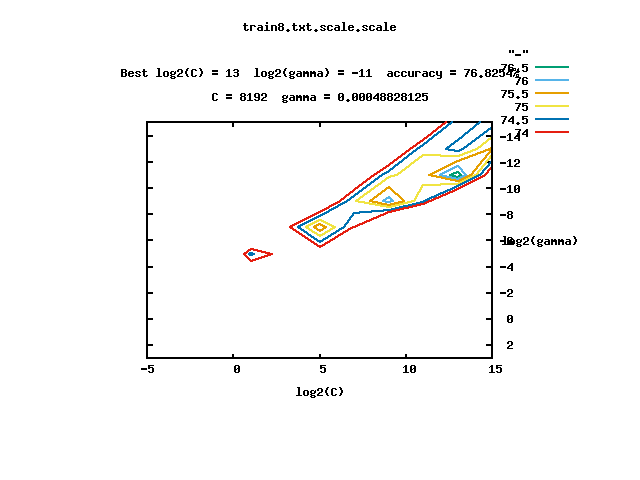 train8.txt.scale.scale
"-"
Best log2(C) = 13 log2(gamma) = -11 accuracy = 76.8254%
C = 8192 gamma = 0.00048828125
76.5
76
75.5
75
74.5
74
-14
-12
-10
-8
-6
log2(gamma)
-4
-2
0
2
-5 0 5 10 15
log2(C)